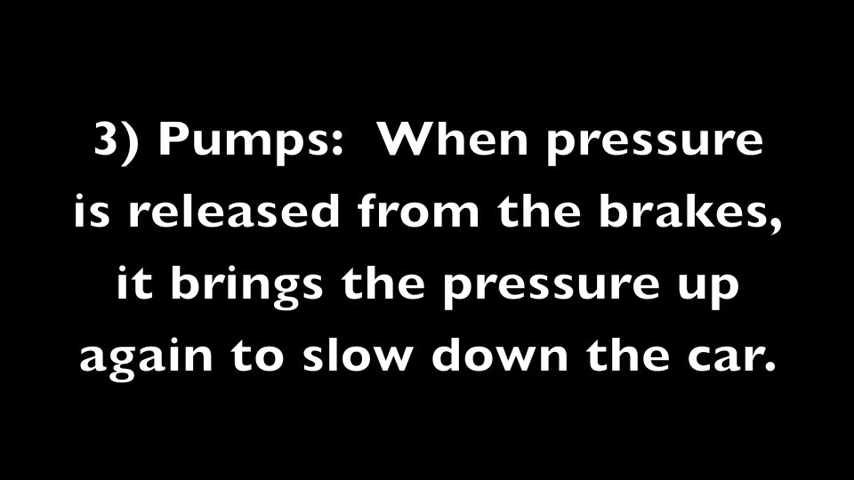 3) Pumps:  When pressure
is released from the brakes,
it brings the pressure up
again to slow down the car.